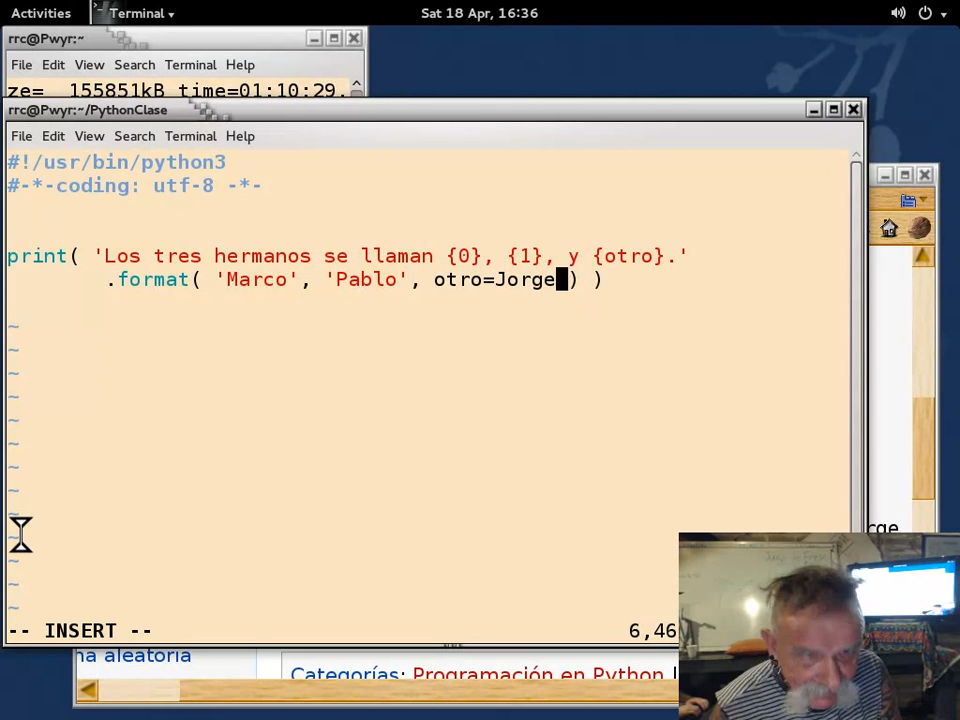 Activities Terminal Sat 18 Apr, 16:36
rrc@Pwyr:~
File Edit View Search Terminal Help
ze= 155851kB time=01:10:29.
rrc@Pwyr:~/PythonClase
File Edit View Search Terminal Help
#!/usr/bin/python3
#-*-coding: utf-8 -*-
print( 'Los tres hermanos se llaman {0}, {1}, y {otro}.'
.format( 'Marco', 'Pablo', otro=Jorge) )
~
~
~
~
~
~
~
~
~
~
~
~
~
-- INSERT -- 6,46
na aleatoria
Categorías: Programación en Python